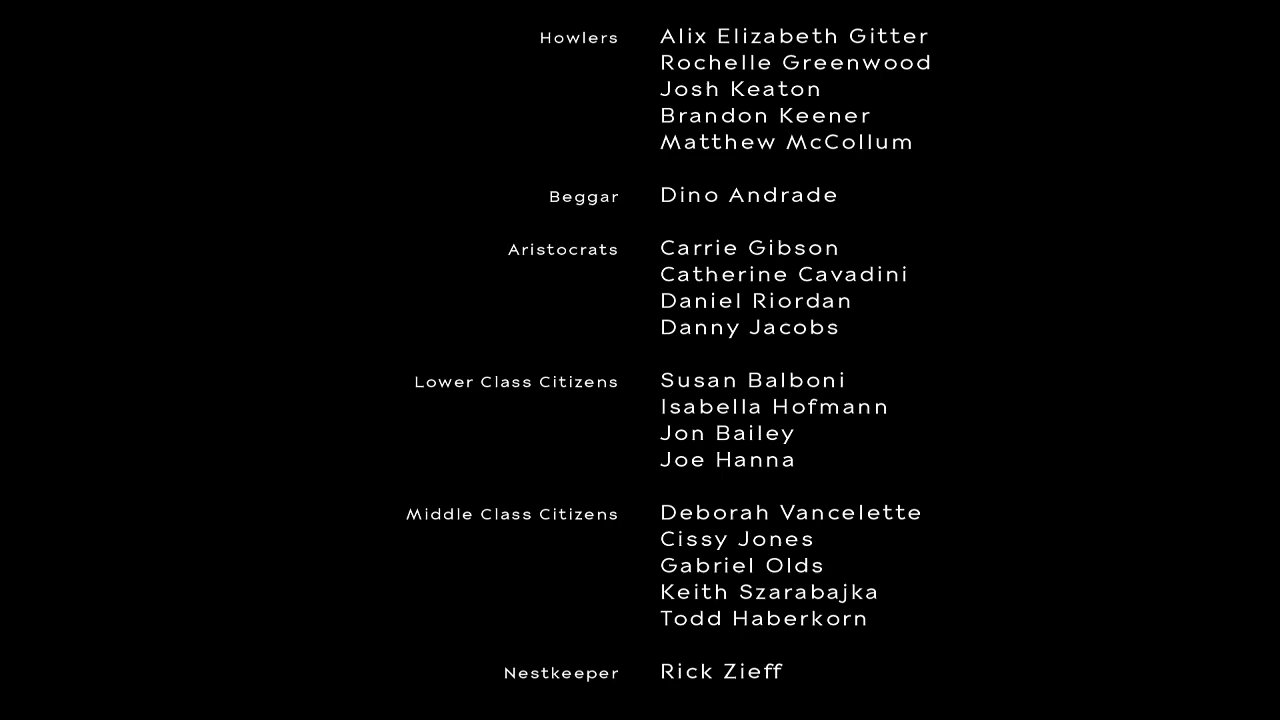 Howlers Alix Elizabeth Gitter
Rochelle Greenwood
Josh Keaton
Brandon Keener
Matthew McCollum
Beggar Dino Andrade
Aristocrats Carrie Gibson
Catherine Cavadini
Daniel Riordan
Danny Jacobs
Lower Class Citizens Susan Balboni
Isabella Hofmann
Jon Bailey
Joe Hanna
Middle Class Citizens Deborah Vancelette
Cissy Jones
Gabriel Olds
Keith Szarabajka
Todd Haberkorn
Nestkeeper Rick Zieff